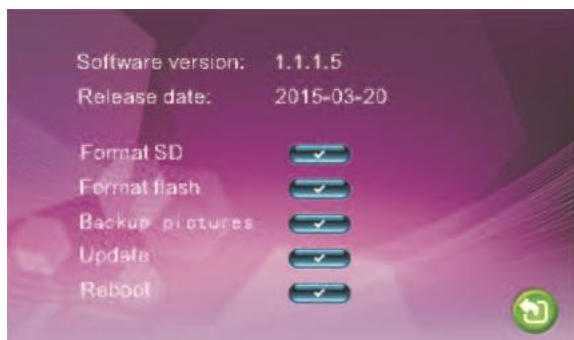 Software version: 1.1.1.5
Release date: 2015-03-20
Format SD
Format flash
Backup pictures
Update
Reboot